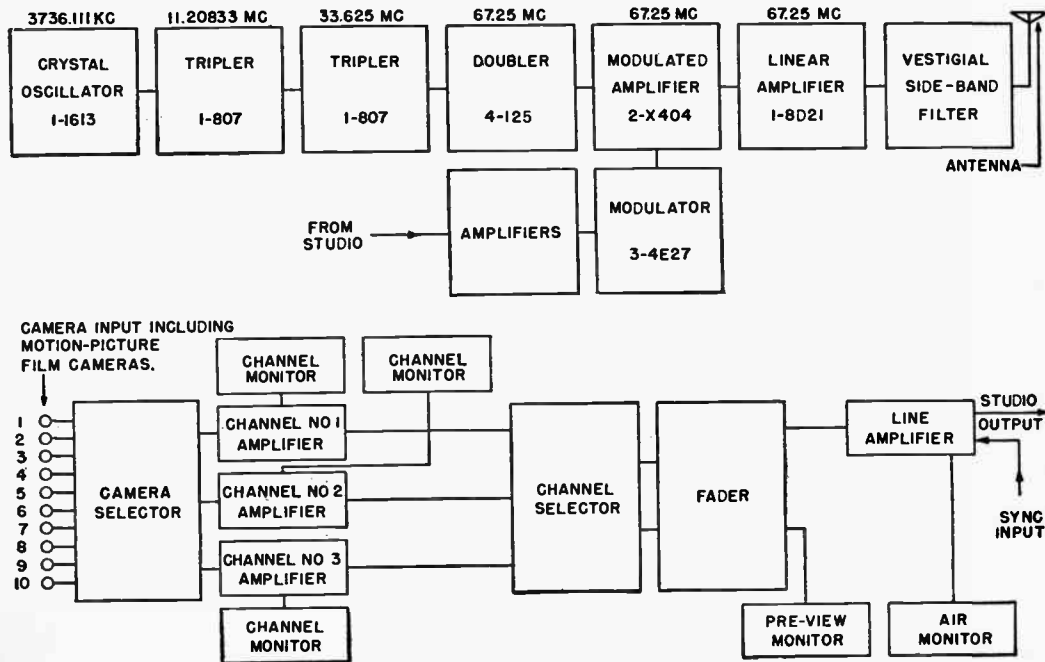 3736.111 KC
11.20833 MC
33.625 MC
67.25 MC
67.25 MC
67.25 MC
CRYSTAL
OSCILLATOR
1-1613
TRIPLER
1-807
TRIPLER
1-807
DOUBLER
4-125
MODULATED
AMPLIFIER
2-X404
LINEAR
AMPLIFIER
1-8D21
VESTIGIAL
SIDE-BAND
FILTER
ANTENNA
FROM
STUDIO
AMPLIFIERS
MODULATOR
3-4E27
CAMERA INPUT INCLUDING
MOTION-PICTURE
FILM CAMERAS.
1
2
3
4
5
6
7
8
9
10
CAMERA
SELECTOR
CHANNEL
MONITOR
CHANNEL
MONITOR
CHANNEL NO 1
AMPLIFIER
CHANNEL NO 2
AMPLIFIER
CHANNEL NO 3
AMPLIFIER
CHANNEL
MONITOR
CHANNEL
SELECTOR
FADER
LINE
AMPLIFIER
STUDIO
OUTPUT
SYNC
INPUT
PRE-VIEW
MONITOR
AIR
MONITOR